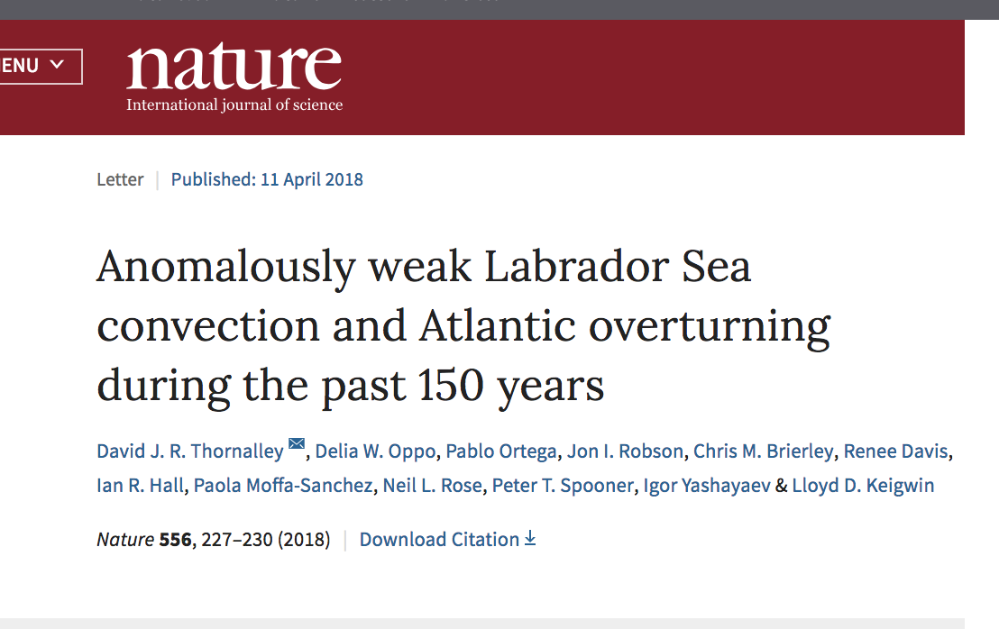 ENU
nature
International journal of science
Letter | Published: 11 April 2018
Anomalously weak Labrador Sea
convection and Atlantic overturning
during the past 150 years
David J. R. Thornalley, Delia W. Oppo, Pablo Ortega, Jon I. Robson, Chris M. Brierley, Renee Davis,
Ian R. Hall, Paola Moffa-Sanchez, Neil L. Rose, Peter T. Spooner, Igor Yashayaev & Lloyd D. Keigwin
Nature 556, 227–230 (2018) | Download Citation